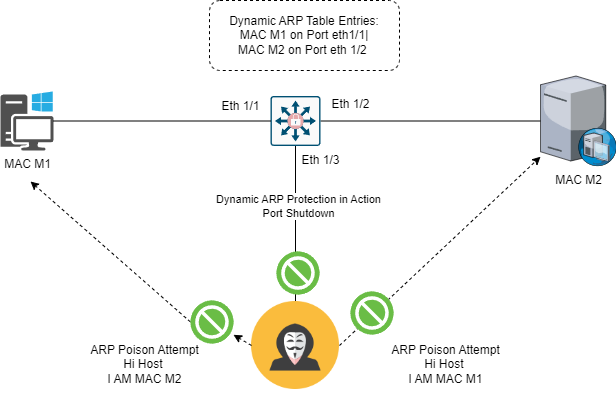 Dynamic ARP Table Entries:
MAC M1 on Port eth1/1|
MAC M2 on Port eth 1/2
Eth 1/1
Eth 1/2
MAC M1
Eth 1/3
MAC M2
Dynamic ARP Protection in Action
Port Shutdown
ARP Poison Attempt
Hi Host
I AM MAC M2
ARP Poison Attempt
Hi Host
I AM MAC M1